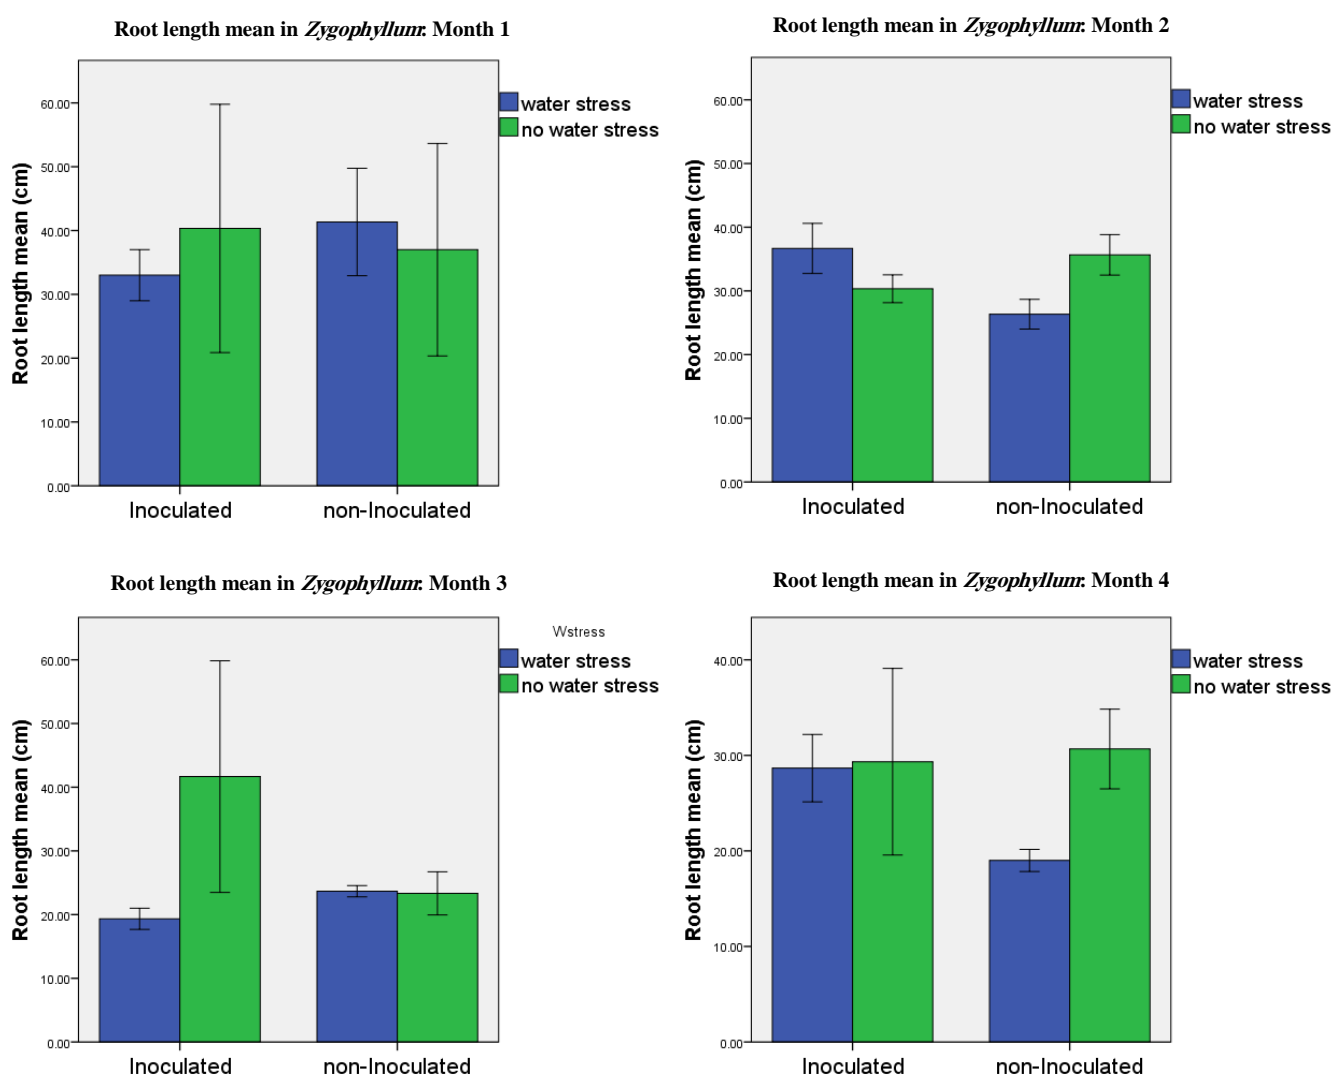 Root length mean in Zygophyllum: Month 1
water stress
no water stress
Root length mean (cm)
60.00
50.00
40.00
30.00
20.00
10.00
0.00
Inoculated non-Inoculated
Root length mean in Zygophyllum: Month 2
water stress
no water stress
Root length mean (cm)
60.00
50.00
40.00
30.00
20.00
10.00
0.00
Inoculated non-Inoculated
Root length mean in Zygophyllum: Month 3
Wstress
water stress
no water stress
Root length mean (cm)
60.00
50.00
40.00
30.00
20.00
10.00
0.00
Inoculated non-Inoculated
Root length mean in Zygophyllum: Month 4
water stress
no water stress
Root length mean (cm)
40.00
30.00
20.00
10.00
0.00
Inoculated non-Inoculated